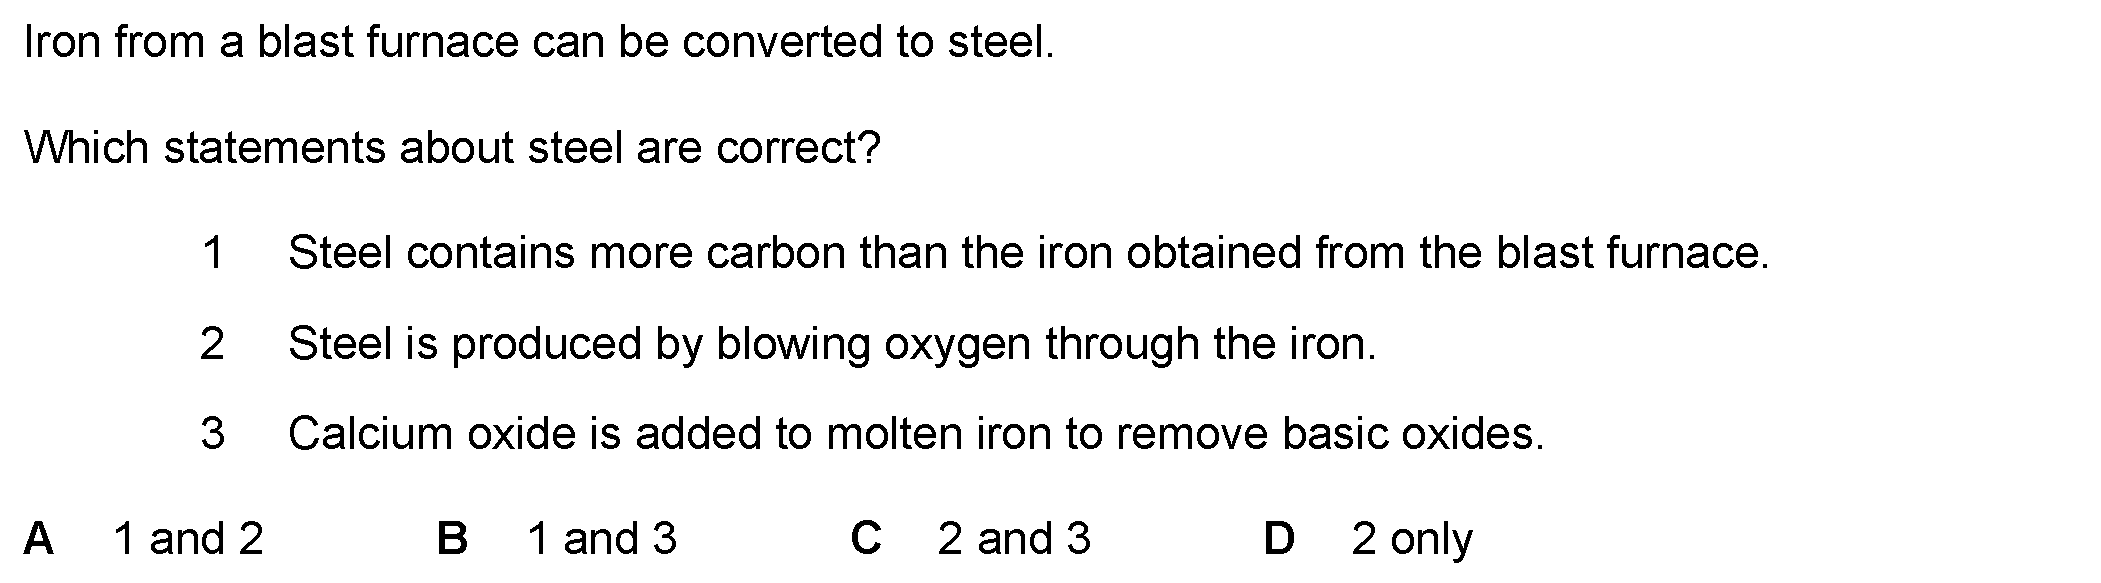 Iron from a blast furnace can be converted to steel.
Which statements about steel are correct?
1 Steel contains more carbon than the iron obtained from the blast furnace.
2 Steel is produced by blowing oxygen through the iron.
3 Calcium oxide is added to molten iron to remove basic oxides.
A 1 and 2 B 1 and 3 C 2 and 3 D 2 only